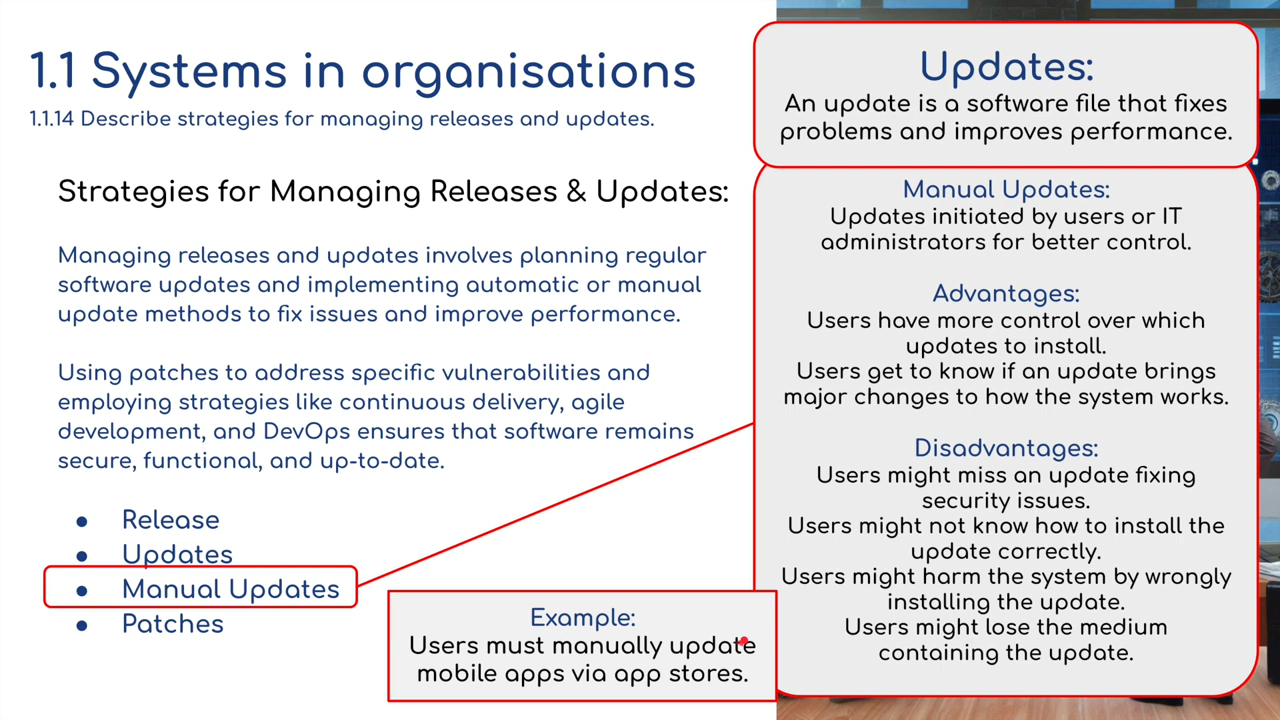 1.1 Systems in organisations
1.1.14 Describe strategies for managing releases and updates.
Strategies for Managing Releases & Updates:
Managing releases and updates involves planning regular
software updates and implementing automatic or manual
update methods to fix issues and improve performance.
Using patches to address specific vulnerabilities and
employing strategies like continuous delivery, agile
development, and DevOps ensures that software remains
secure, functional, and up-to-date.
● Release
● Updates
● Manual Updates
● Patches
Example:
Users must manually update
mobile apps via app stores.
Updates:
An update is a software file that fixes
problems and improves performance.
Manual Updates:
Updates initiated by users or IT
administrators for better control.
Advantages:
Users have more control over which
updates to install.
Users get to know if an update brings
major changes to how the system works.
Disadvantages:
Users might miss an update fixing
security issues.
Users might not know how to install the
update correctly.
Users might harm the system by wrongly
installing the update.
Users might lose the medium
containing the update.